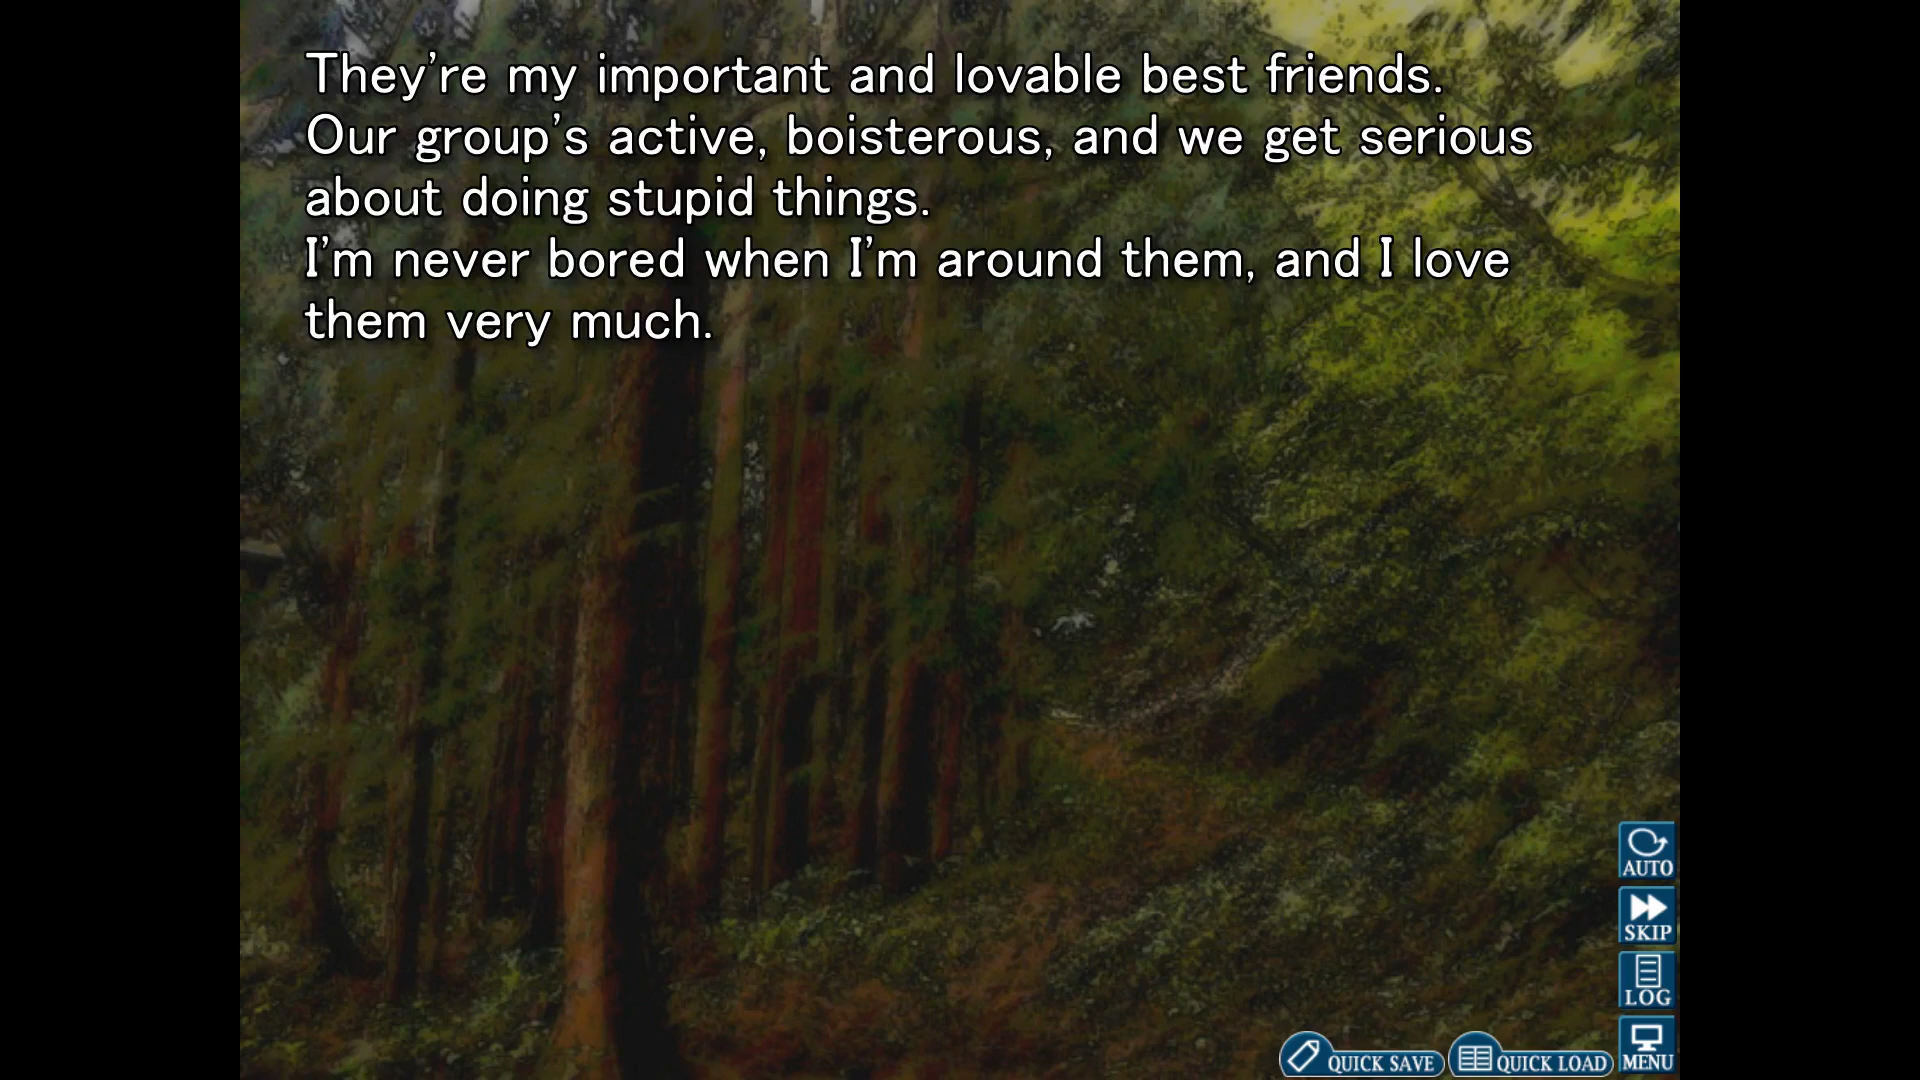 They're my important and lovable best friends.
Our group's active, boisterous, and we get serious
about doing stupid things.
I'm never bored when I'm around them, and I love
them very much.
AUTO
SKIP
LOG
QUICK SAVE
QUICK LOAD
MENU